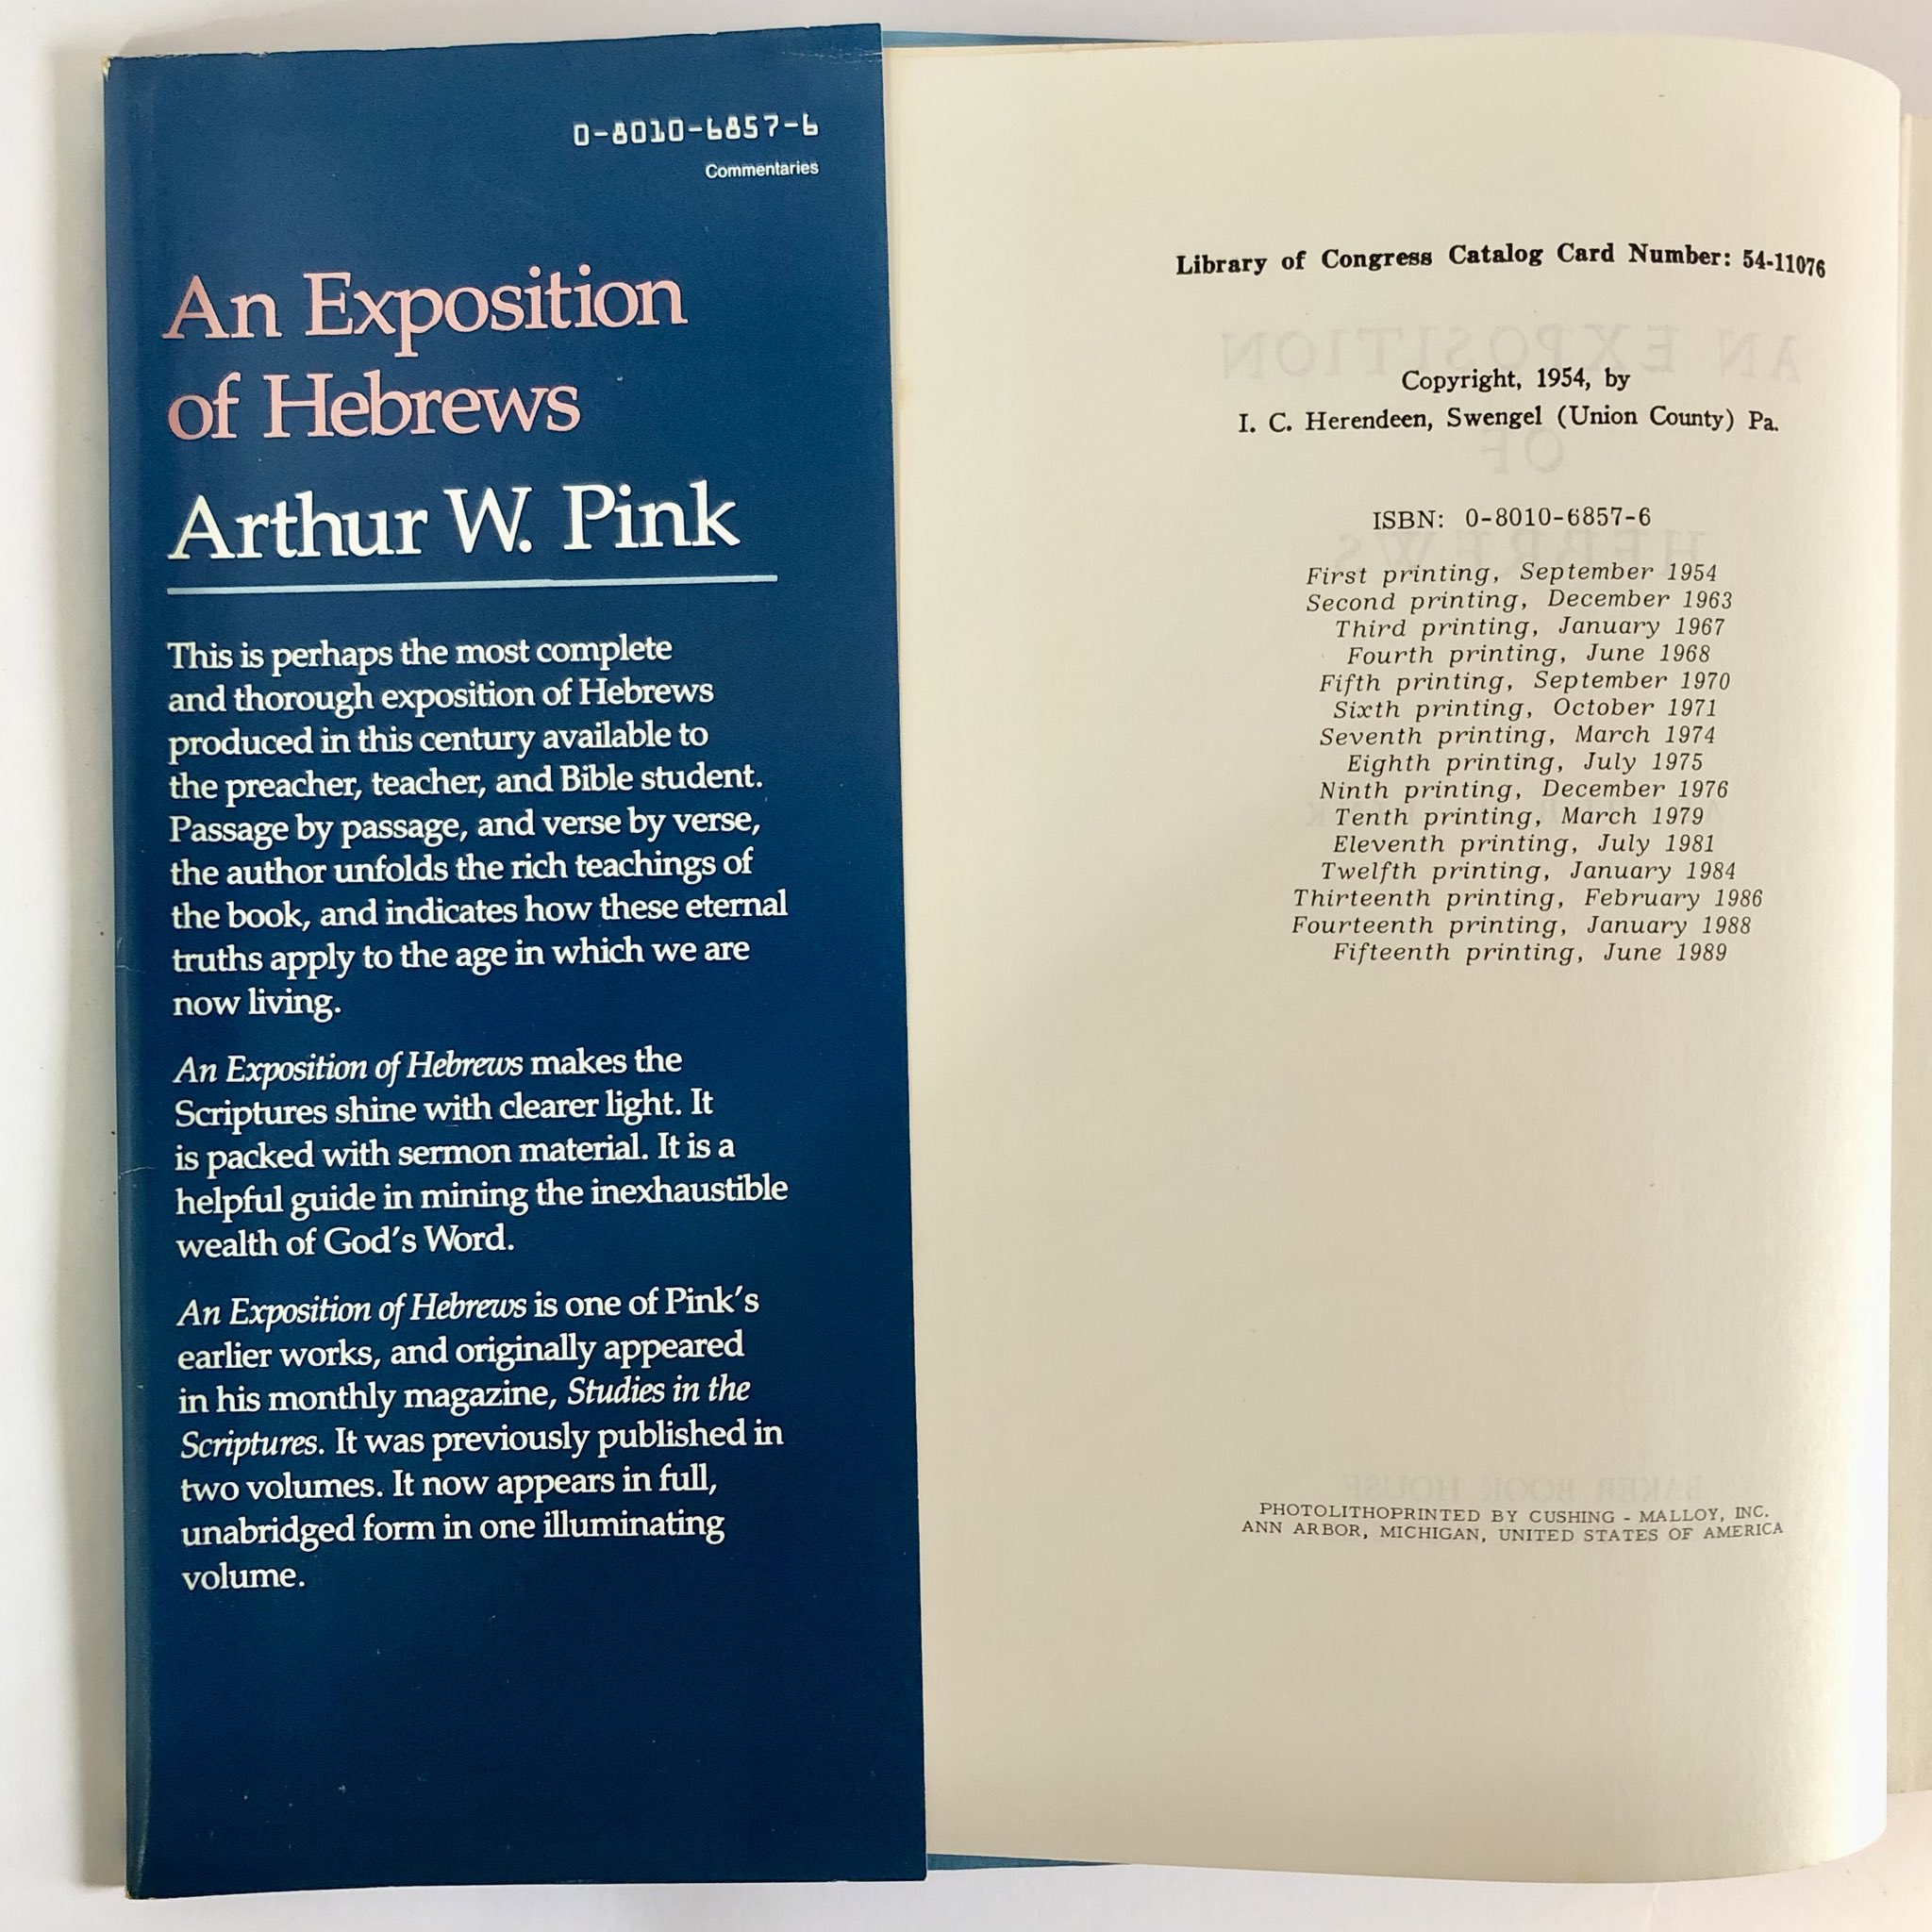 0-8010-6857-6
Commentaries
An Exposition
of Hebrews
Arthur W. Pink
This is perhaps the most complete
and thorough exposition of Hebrews
produced in this century available to
the preacher, teacher, and Bible student.
Passage by passage, and verse by verse,
the author unfolds the rich teachings of
the book, and indicates how these eternal
truths apply to the age in which we are
now living.
An Exposition of Hebrews makes the
Scriptures shine with clearer light. It
is packed with sermon material. It is a
helpful guide in mining the inexhaustible
wealth of God's Word.
An Exposition of Hebrews is one of Pink's
earlier works, and originally appeared
in his monthly magazine, Studies in the
Scriptures. It was previously published in
two volumes. It now appears in full,
unabridged form in one illuminating
volume.
Library of Congress Catalog Card Number: 54-11076
Copyright, 1954, by
I. C. Herendeen, Swengel (Union County) Pa.
ISBN: 0-8010-6857-6
First printing, September 1954
Second printing, December 1963
Third printing, January 1967
Fourth printing, June 1968
Fifth printing, September 1970
Sixth printing, October 1971
Seventh printing, March 1974
Eighth printing, July 1975
Ninth printing, December 1976
Tenth printing, March 1979
Eleventh printing, July 1981
Twelfth printing, January 1984
Thirteenth printing, February 1986
Fourteenth printing, January 1988
Fifteenth printing, June 1989
PHOTOLITHOPRINTED BY CUSHING - MALLOY, INC.
ANN ARBOR, MICHIGAN, UNITED STATES OF AMERICA